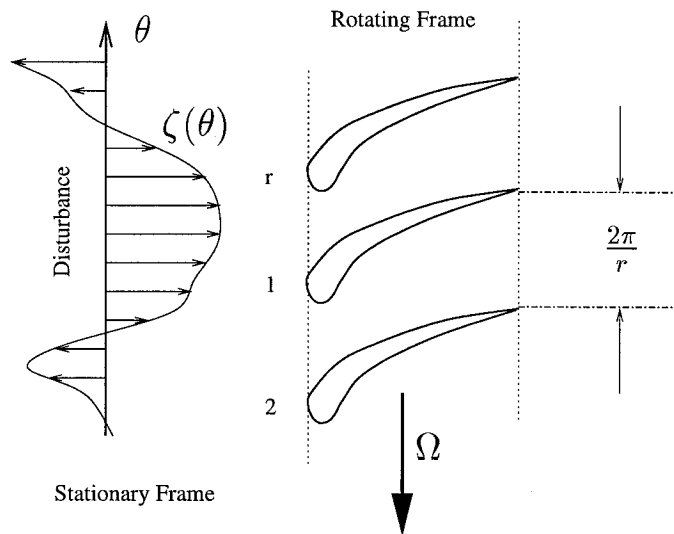 Rotating Frame
θ
ζ(θ)
Disturbance
r
1
2
2π/r
Ω
Stationary Frame